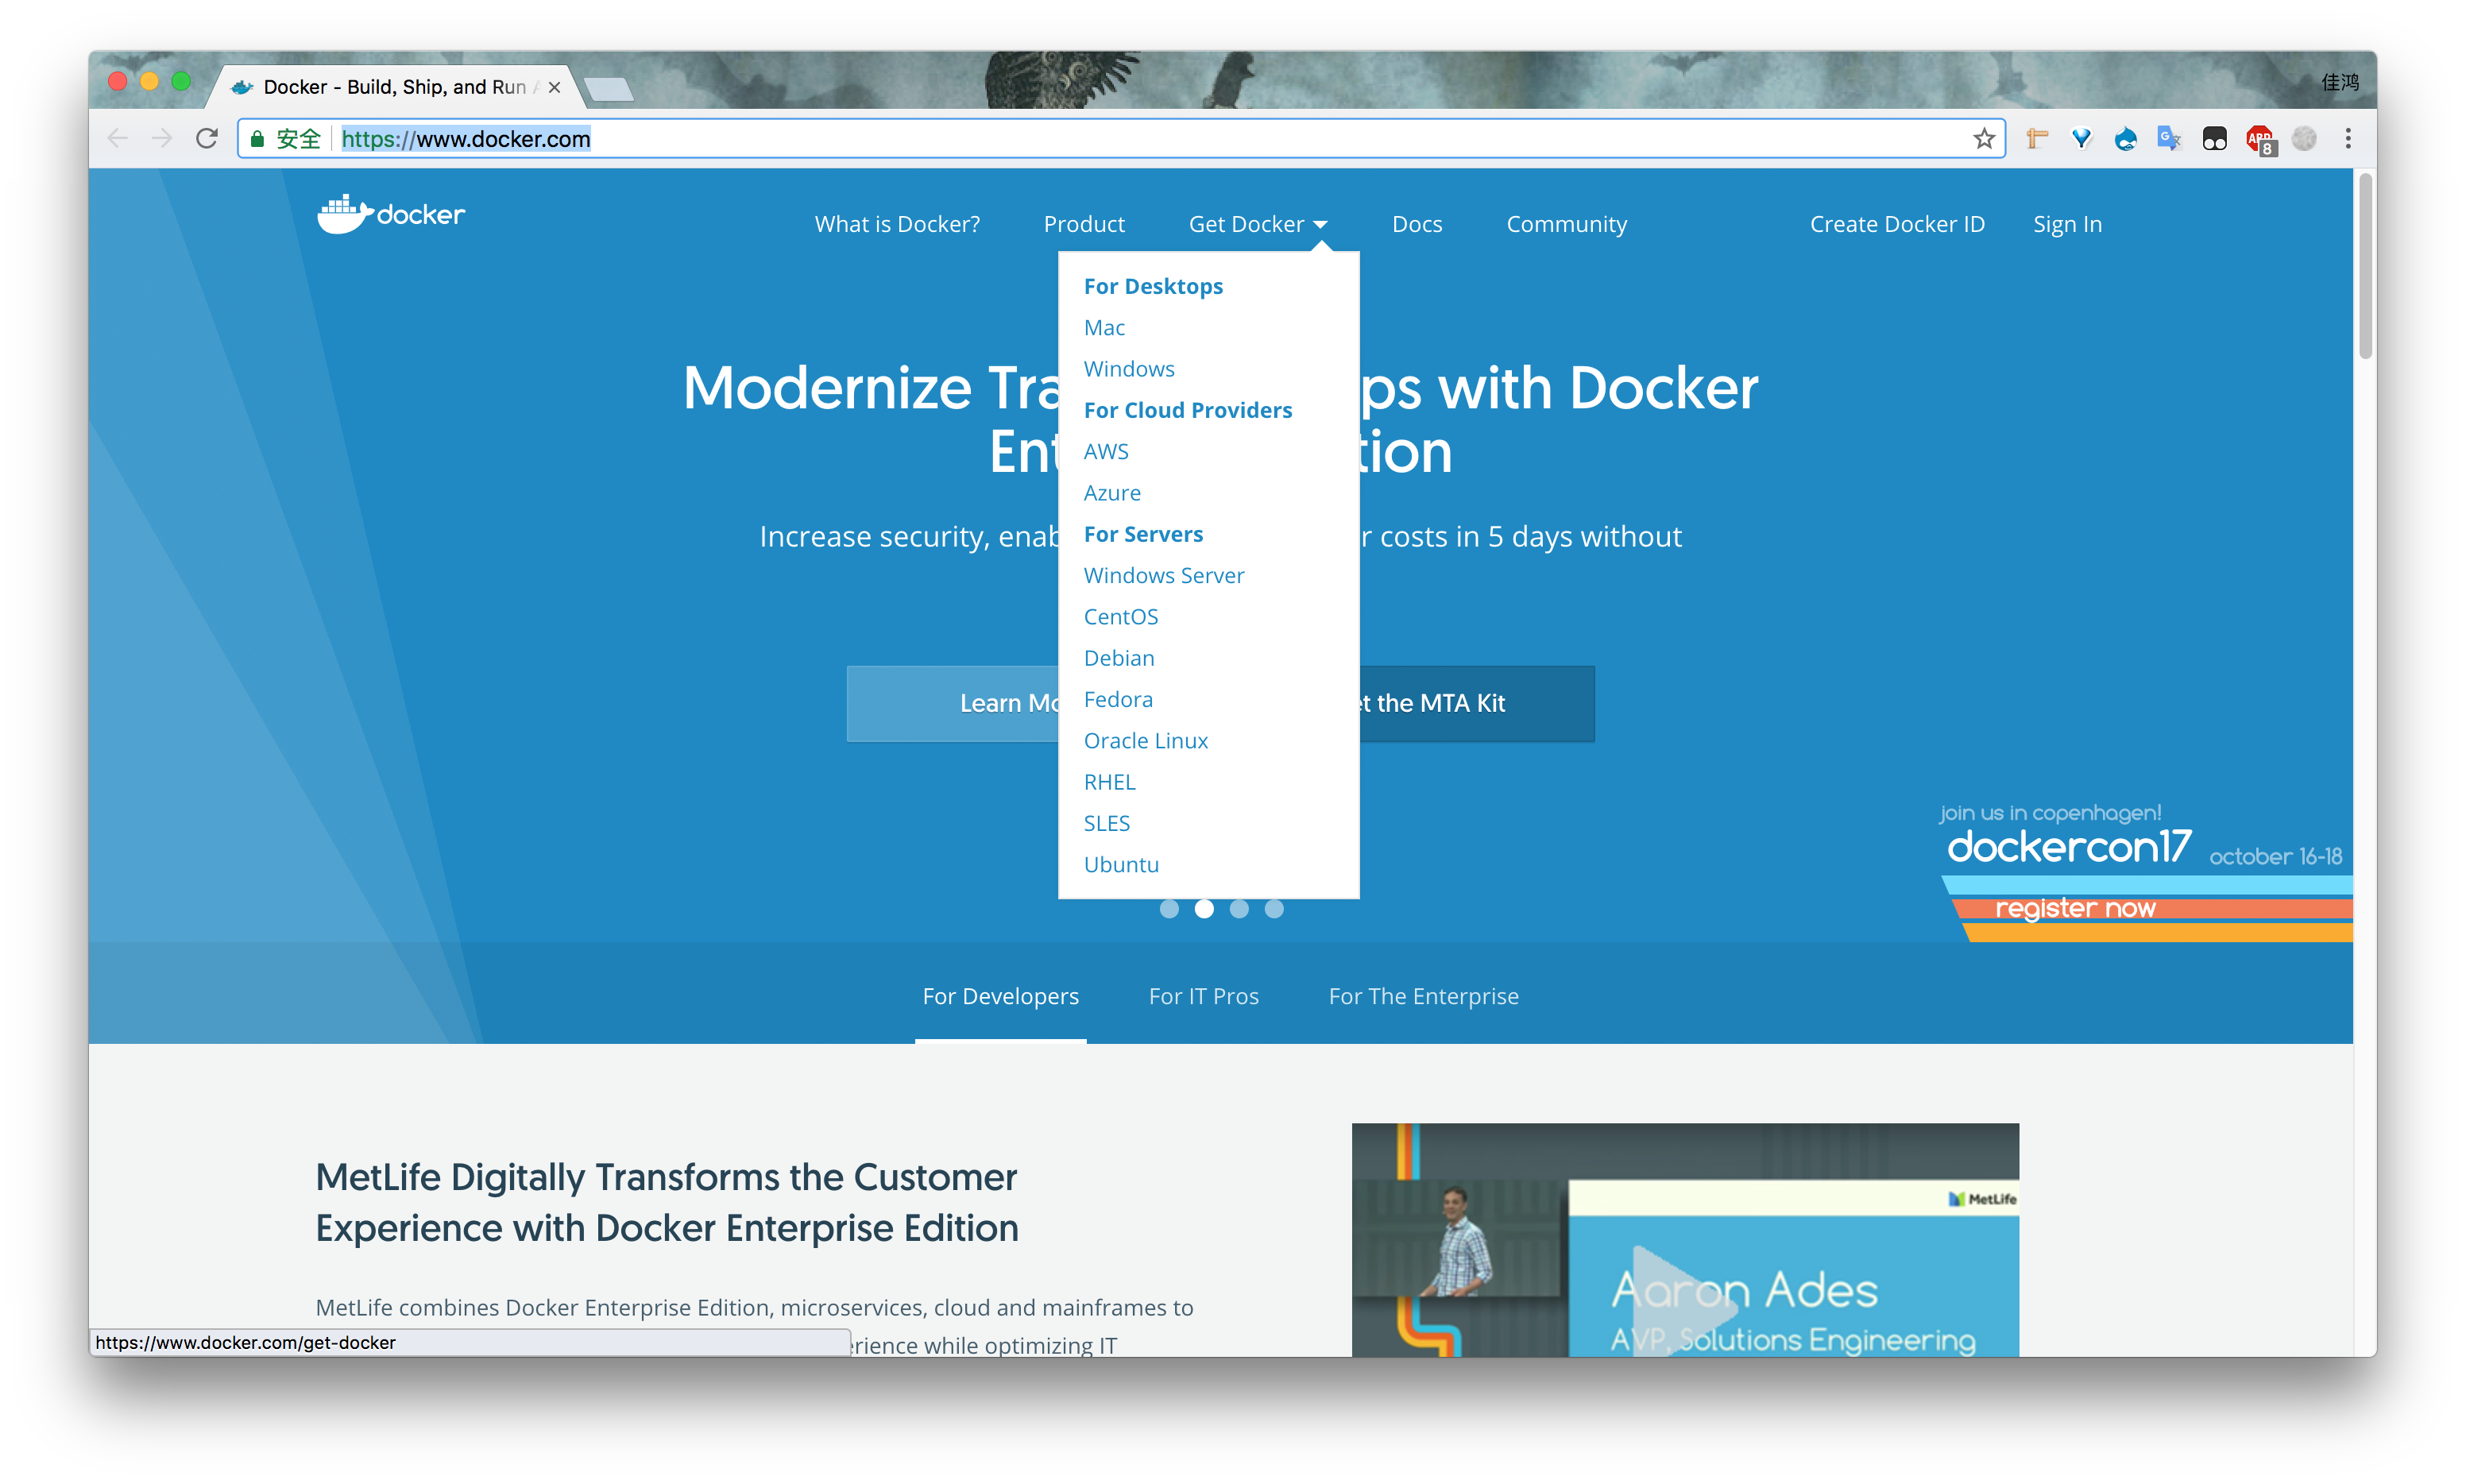 Docker - Build, Ship, and Run
佳鸿
安全 https://www.docker.com
ABP
8
docker
What is Docker? Product Get Docker Docs Community Create Docker ID Sign In
For Desktops
Mac
Windows
For Cloud Providers
AWS
Azure
For Servers
Windows Server
CentOS
Debian
Fedora
Oracle Linux
RHEL
SLES
Ubuntu
Modernize Tra ps with Docker
Ent tion
Increase security, enab r costs in 5 days without
Learn Mo et the MTA Kit
join us in copenhagen!
dockercon17 october 16-18
register now
For Developers For IT Pros For The Enterprise
MetLife Digitally Transforms the Customer
Experience with Docker Enterprise Edition
MetLife combines Docker Enterprise Edition, microservices, cloud and mainframes to
rience while optimizing IT
MetLife
Aaron Ades
AVP, Solutions Engineering
https://www.docker.com/get-docker